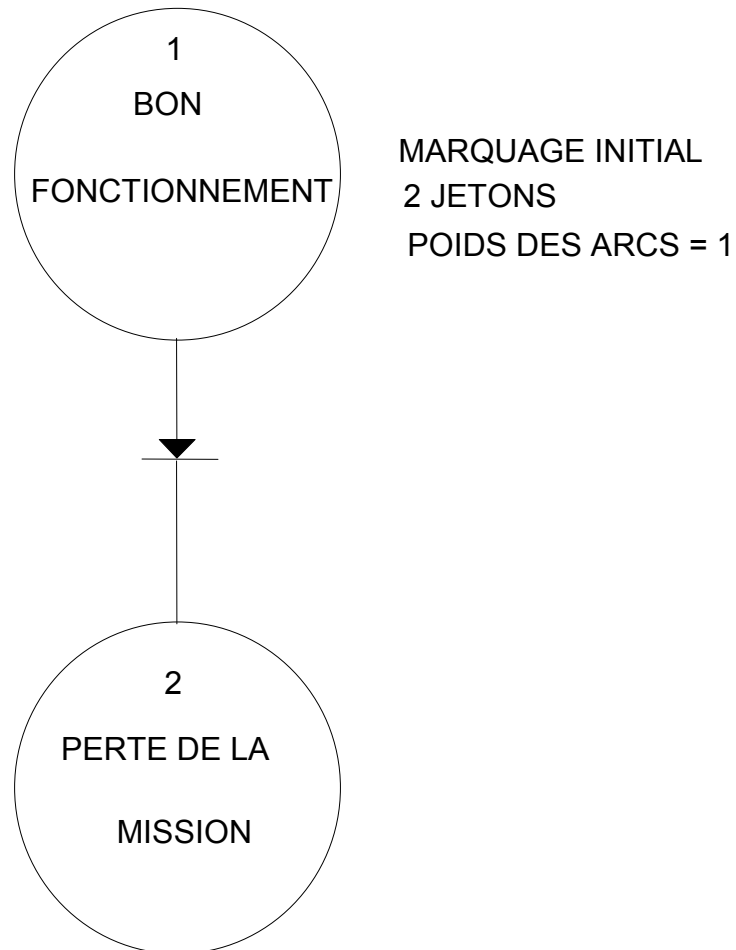 1
BON
FONCTIONNEMENT
MARQUAGE INITIAL
2 JETONS
POIDS DES ARCS = 1
2
PERTE DE LA
MISSION